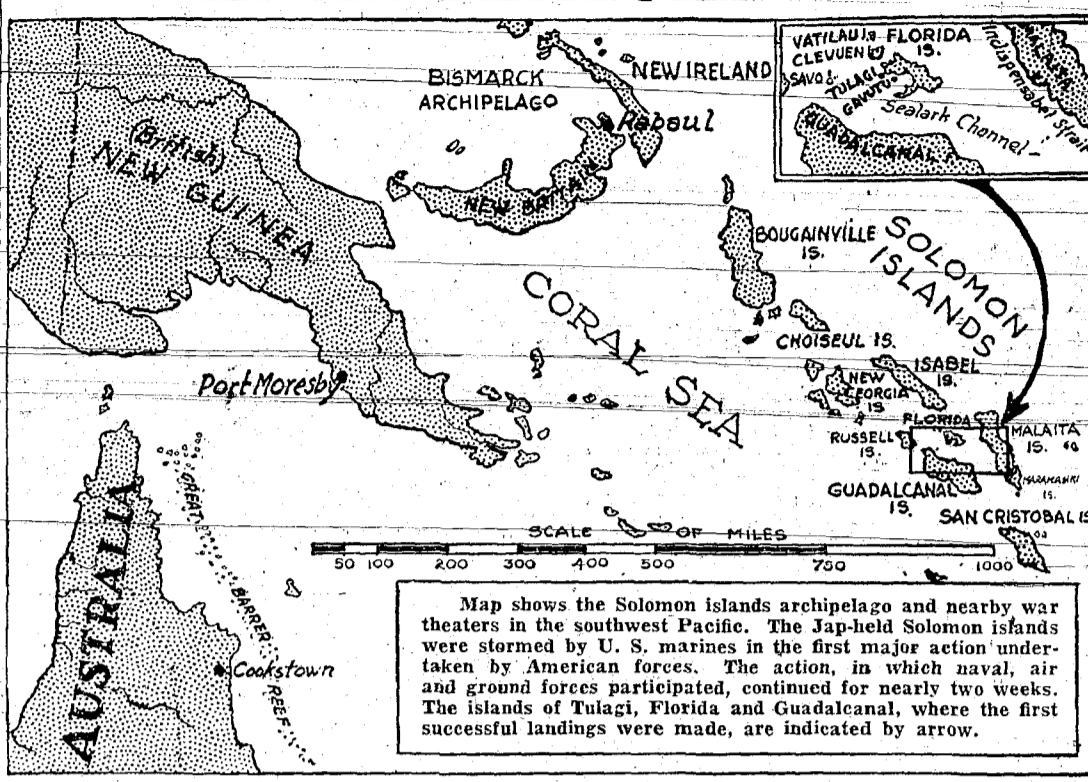 VATILAU IS. FLORIDA
CLEVUEN IS.
SAVO TULAGI
GAVUTU
Sealark Channel
Indispensabel Strait
MALAITA
GUADALCANAL I
BISMARCK
ARCHIPELAGO
NEW IRELAND
Rabaul
NEW BRITAIN
(British)
NEW GUINEA
BOUGAINVILLE
IS.
SOLOMON
ISLANDS
CORAL SEA
CHOISEUL IS.
ISABEL
IS.
NEW
GEORGIA
IS
Port Moresby
FLORIDA
RUSSELL
IS.
MALAITA
IS.
GUADALCANAL
IS.
IS.
SAN CRISTOBAL IS
GREAT
BARRER
REEF
AUSTRALIA
Cookstown
SCALE OF MILES
50 100 200 300 400 500 750 1000
Map shows the Solomon islands archipelago and nearby war
theaters in the southwest Pacific. The Jap-held Solomon islands
were stormed by U. S. marines in the first major action under-
taken by American forces. The action, in which naval, air
and ground forces participated, continued for nearly two weeks.
The islands of Tulagi, Florida and Guadalcanal, where the first
successful landings were made, are indicated by arrow.